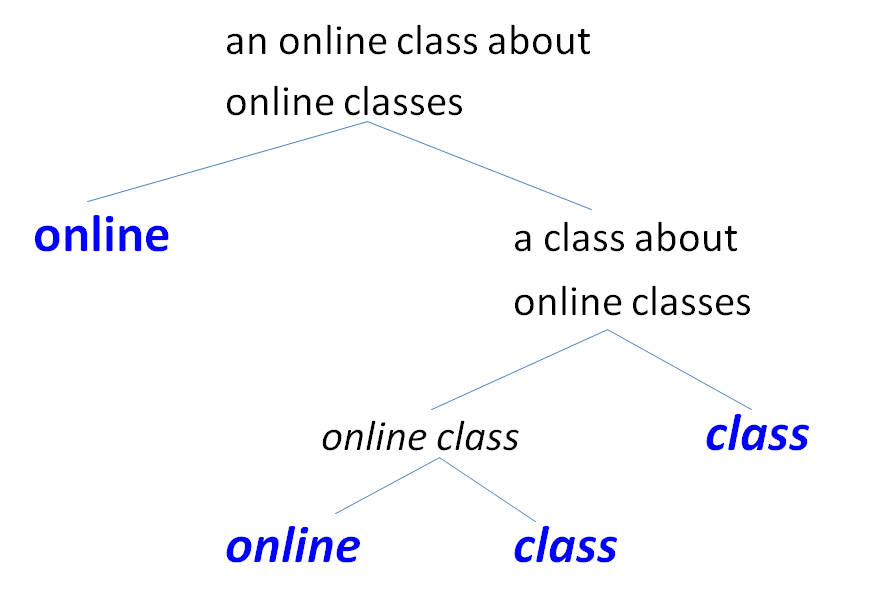 an online class about
online classes
online
a class about
online classes
online class
class
online
class